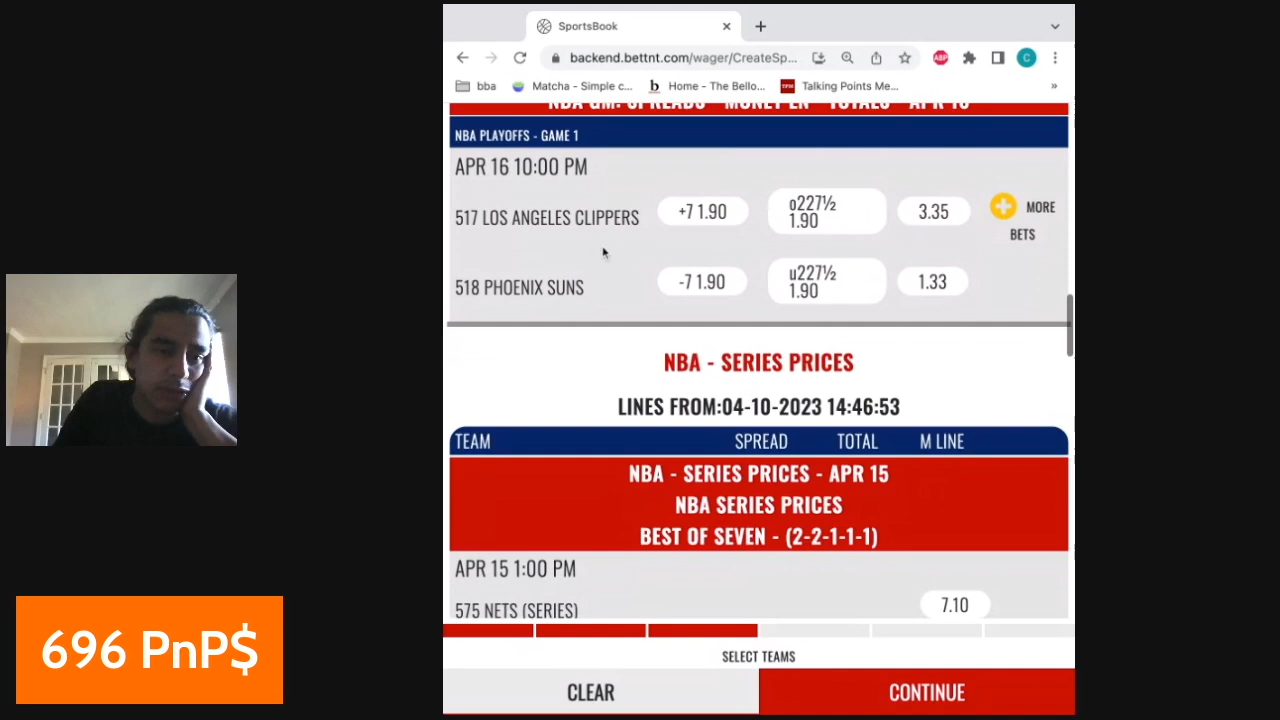 SportsBook
backend.bettnt.com/wager/CreateSp...
ABP
C
bba
Matcha - Simple c...
b
Home - The Bello...
TPM
Talking Points Me...
»
NBA PLAYOFFS - GAME 1
APR 16 10:00 PM
517 LOS ANGELES CLIPPERS
+7 1.90
o227½
1.90
3.35
MORE
BETS
518 PHOENIX SUNS
-7 1.90
u227½
1.90
1.33
NBA - SERIES PRICES
LINES FROM:04-10-2023 14:46:53
TEAM SPREAD TOTAL M LINE
NBA - SERIES PRICES - APR 15
NBA SERIES PRICES
BEST OF SEVEN - (2-2-1-1-1)
APR 15 1:00 PM
575 NETS (SERIES)
7.10
SELECT TEAMS
CLEAR
CONTINUE
696 PnP$